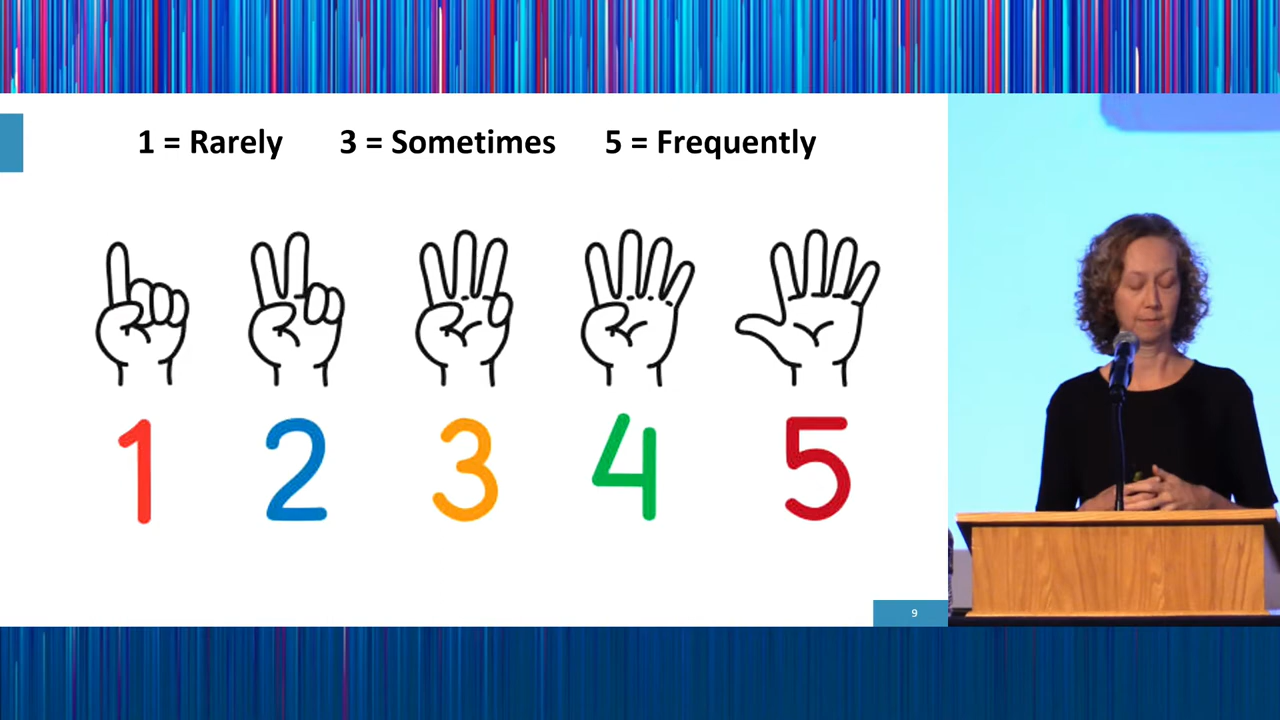 1 = Rarely 3 = Sometimes 5 = Frequently
1 2 3 4 5
9